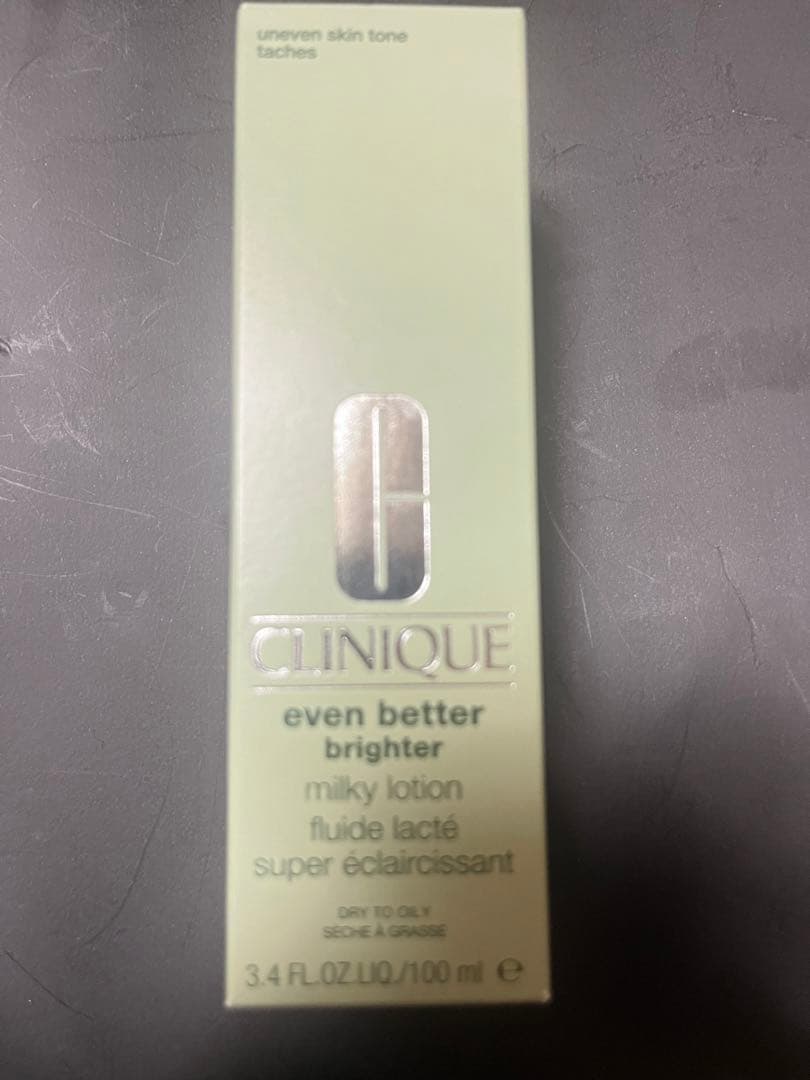 uneven skin tone
taches
CLINIQUE
even better
brighter
milky lotion
fluide lacté
super éclaircissant
DRY TO OILY
SÈCHE À GRASSE
3.4 FL.OZ.LIQ./100 ml ℮